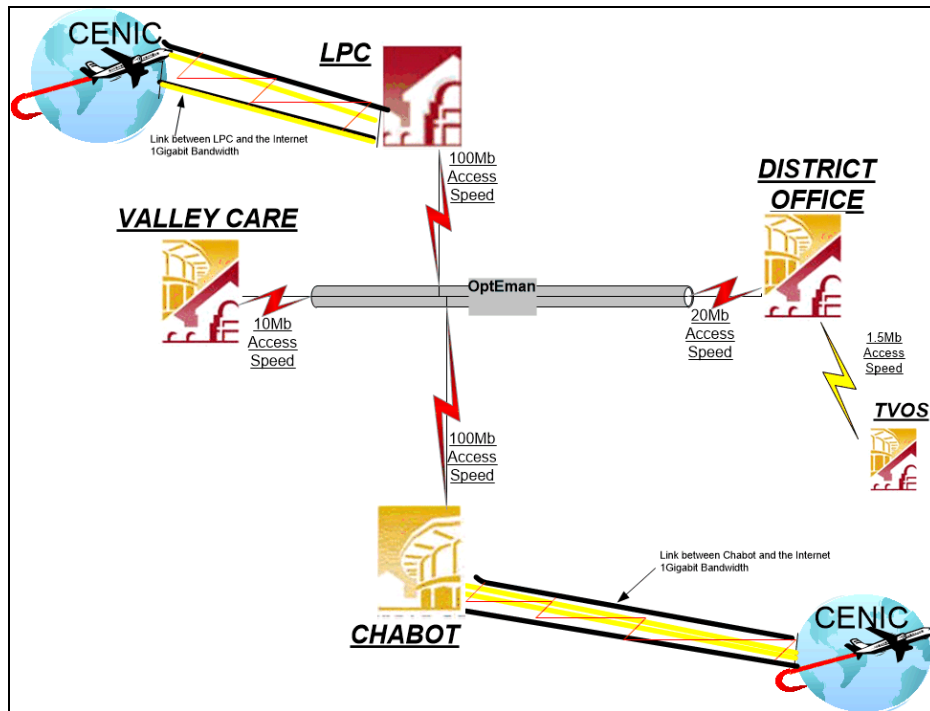 CENIC
LPC
Link between LPC and the Internet
1Gigabit Bandwidth
100Mb
Access
Speed
DISTRICT
OFFICE
VALLEY CARE
OptEman
10Mb
Access
Speed
20Mb
Access
Speed
1.5Mb
Access
Speed
TVOS
100Mb
Access
Speed
Link between Chabot and the Internet
1Gigabit Bandwidth
CHABOT
CENIC